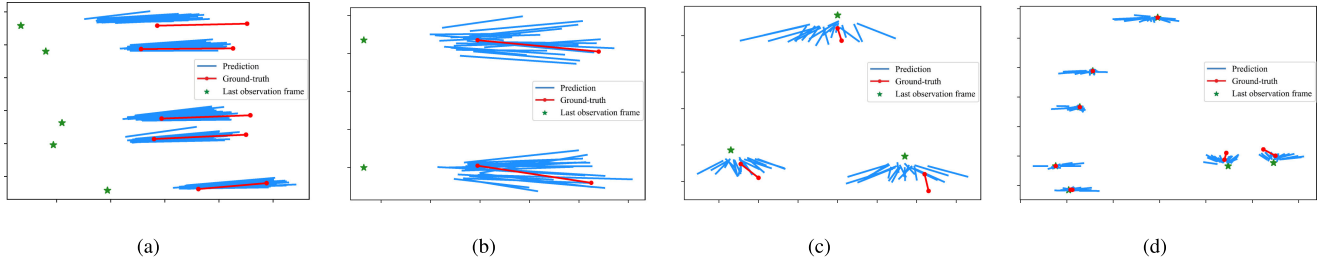 Prediction
Ground-truth
Last observation frame
Prediction
Ground-truth
Last observation frame
Prediction
Ground-truth
Last observation frame
Prediction
Ground-truth
Last observation frame
(a)
(b)
(c)
(d)